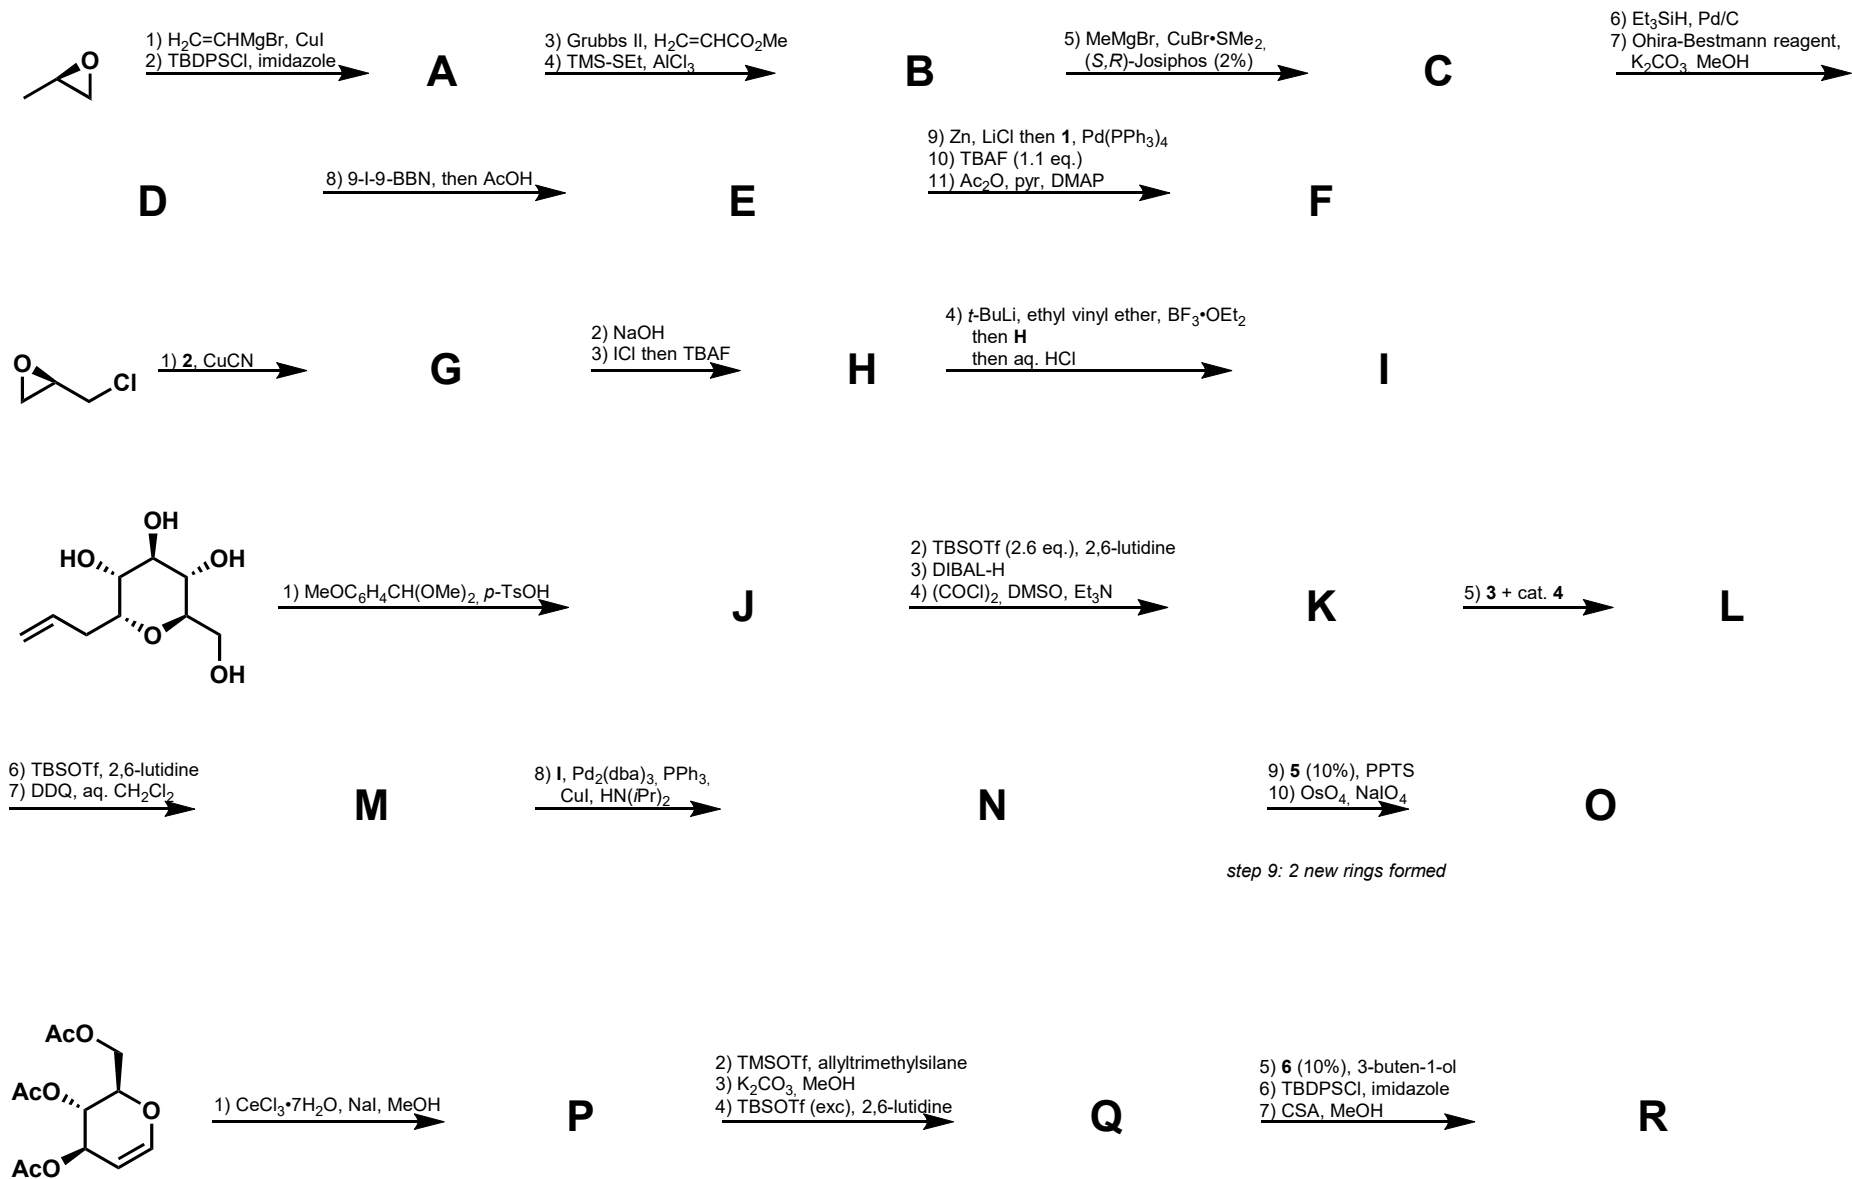 1) H₂C=CHMgBr, CuI
2) TBDPSCl, imidazole
O
A
3) Grubbs II, H₂C=CHCO₂Me
4) TMS-SEt, AlCl₃
B
5) MeMgBr, CuBr•SMe₂,
(S,R)-Josiphos (2%)
C
6) Et₃SiH, Pd/C
7) Ohira-Bestmann reagent,
K₂CO₃, MeOH
D
8) 9-I-9-BBN, then AcOH
E
9) Zn, LiCl then 1, Pd(PPh₃)₄
10) TBAF (1.1 eq.)
11) Ac₂O, pyr, DMAP
F
O
Cl
1) 2, CuCN
G
2) NaOH
3) ICl then TBAF
H
4) t-BuLi, ethyl vinyl ether, BF₃•OEt₂
then H
then aq. HCl
I
OH
HO
OH
O
OH
1) MeOC₆H₄CH(OMe)₂, p-TsOH
J
2) TBSOTf (2.6 eq.), 2,6-lutidine
3) DIBAL-H
4) (COCl)₂, DMSO, Et₃N
K
5) 3 + cat. 4
L
6) TBSOTf, 2,6-lutidine
7) DDQ, aq. CH₂Cl₂
M
8) I, Pd₂(dba)₃, PPh₃,
CuI, HN(iPr)₂
N
9) 5 (10%), PPTS
10) OsO₄, NaIO₄
O
step 9: 2 new rings formed
AcO
AcO
O
AcO
1) CeCl₃•7H₂O, NaI, MeOH
P
2) TMSOTf, allyltrimethylsilane
3) K₂CO₃, MeOH
4) TBSOTf (exc), 2,6-lutidine
Q
5) 6 (10%), 3-buten-1-ol
6) TBDPSCl, imidazole
7) CSA, MeOH
R